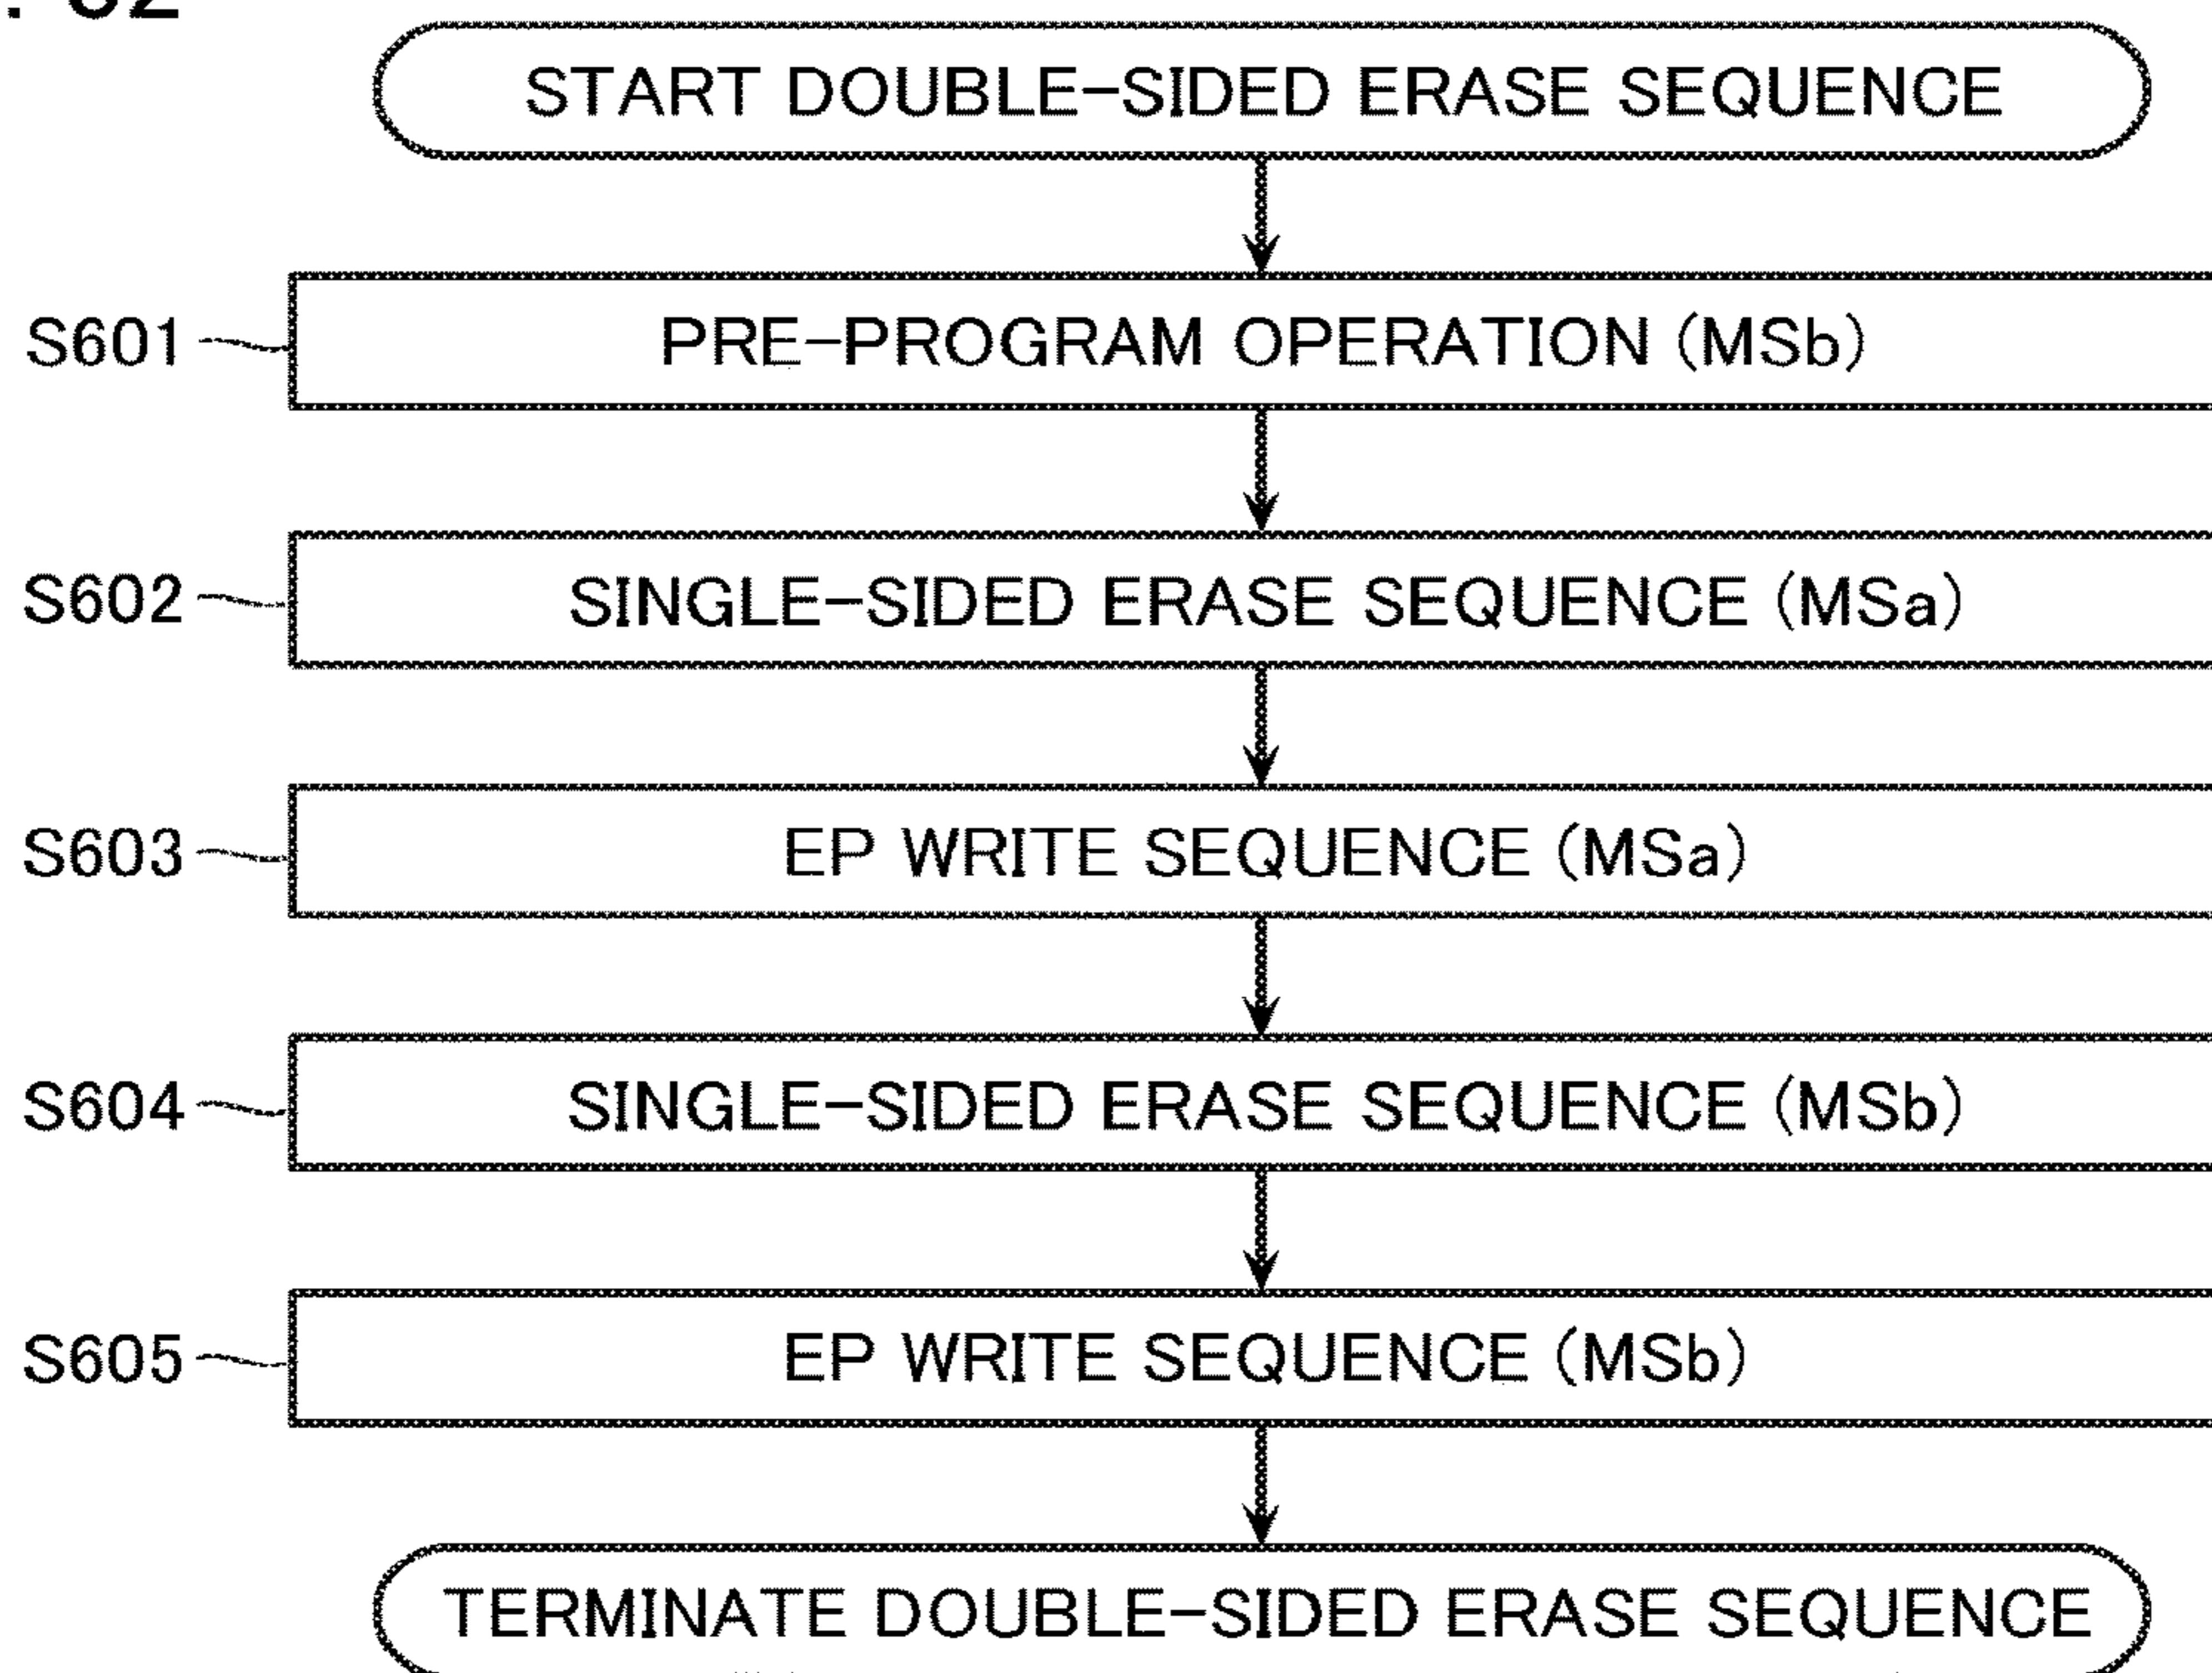 START DOUBLE-SIDED ERASE SEQUENCE
S601 PRE-PROGRAM OPERATION (MSb)
S602 SINGLE-SIDED ERASE SEQUENCE (MSa)
S603 EP WRITE SEQUENCE (MSa)
S604 SINGLE-SIDED ERASE SEQUENCE (MSb)
S605 EP WRITE SEQUENCE (MSb)
TERMINATE DOUBLE-SIDED ERASE SEQUENCE